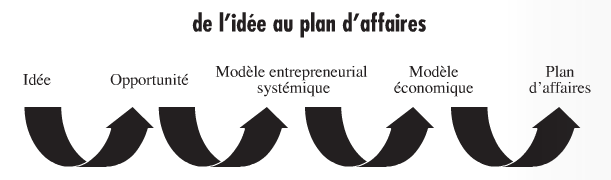 de l'idée au plan d'affaires
Idée
Opportunité
Modèle entrepreneurial
systémique
Modèle
économique
Plan
d'affaires